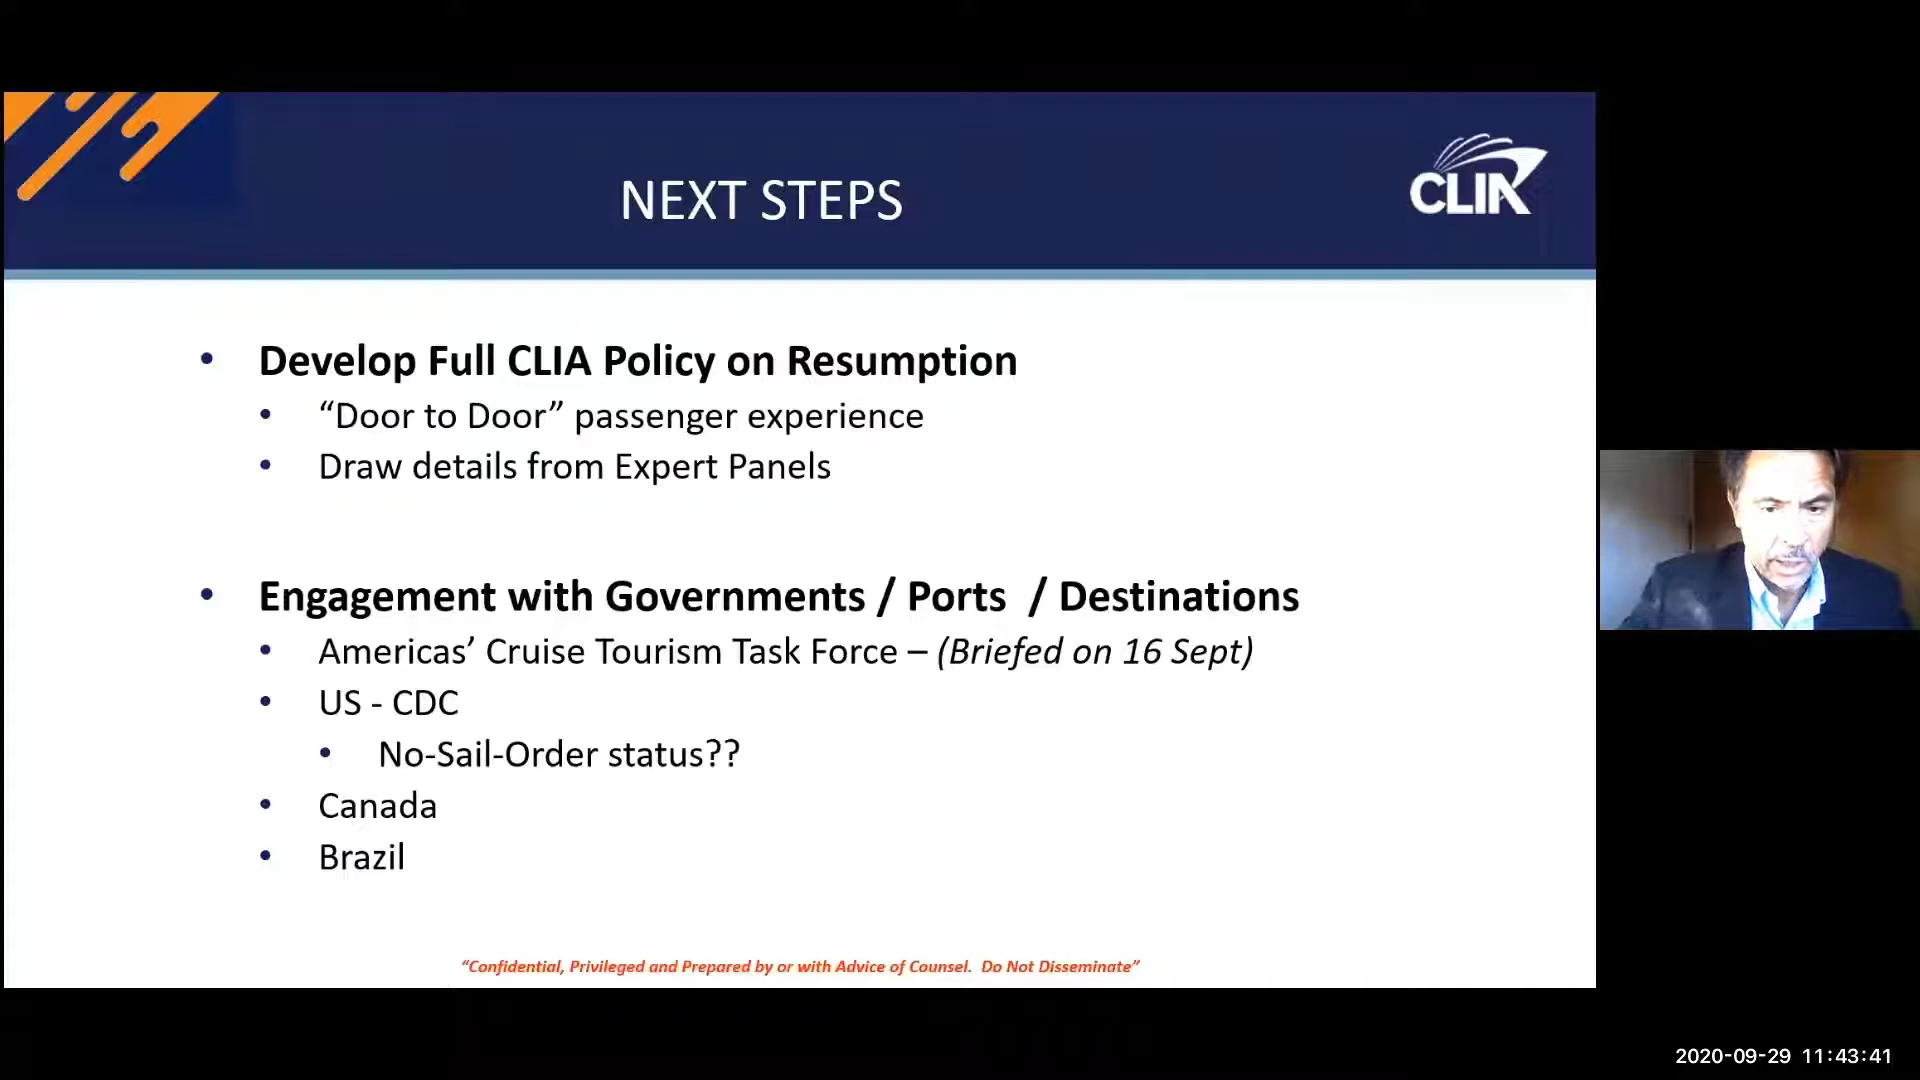 NEXT STEPS
CLIA
• Develop Full CLIA Policy on Resumption
• “Door to Door” passenger experience
• Draw details from Expert Panels
• Engagement with Governments / Ports  / Destinations
• Americas’ Cruise Tourism Task Force – (Briefed on 16 Sept)
• US - CDC
• No-Sail-Order status??
• Canada
• Brazil
“Confidential, Privileged and Prepared by or with Advice of Counsel.  Do Not Disseminate”
2020-09-29 11:43:41